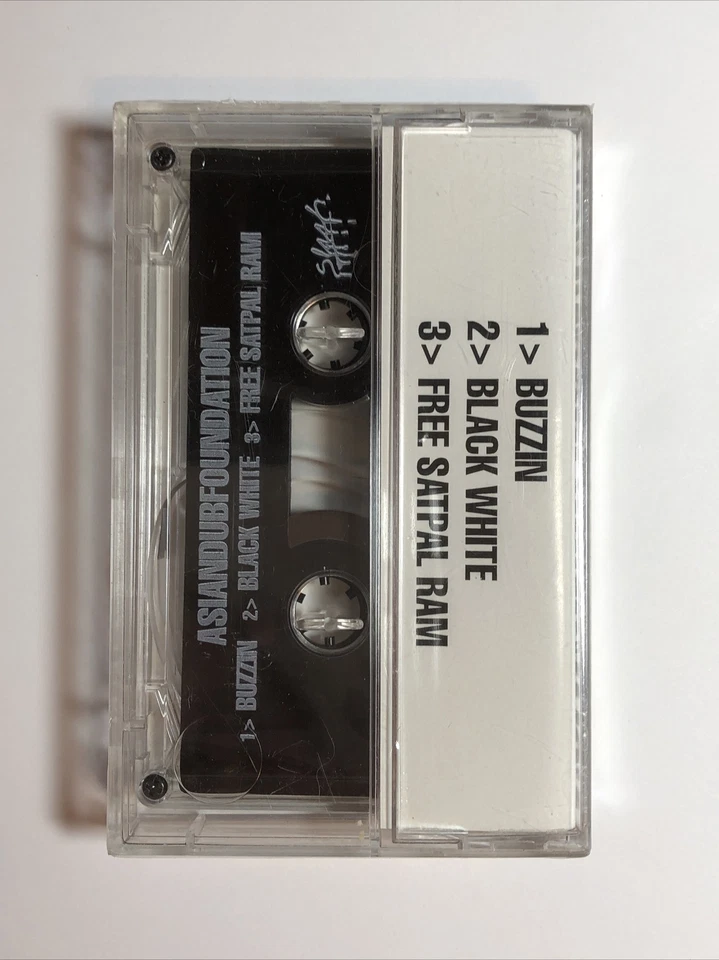 ASIANDUBFOUNDATION
1> BUZZIN 2> BLACK WHITE 3> FREE SATPAL RAM
1> BUZZIN
2> BLACK WHITE
3> FREE SATPAL RAM